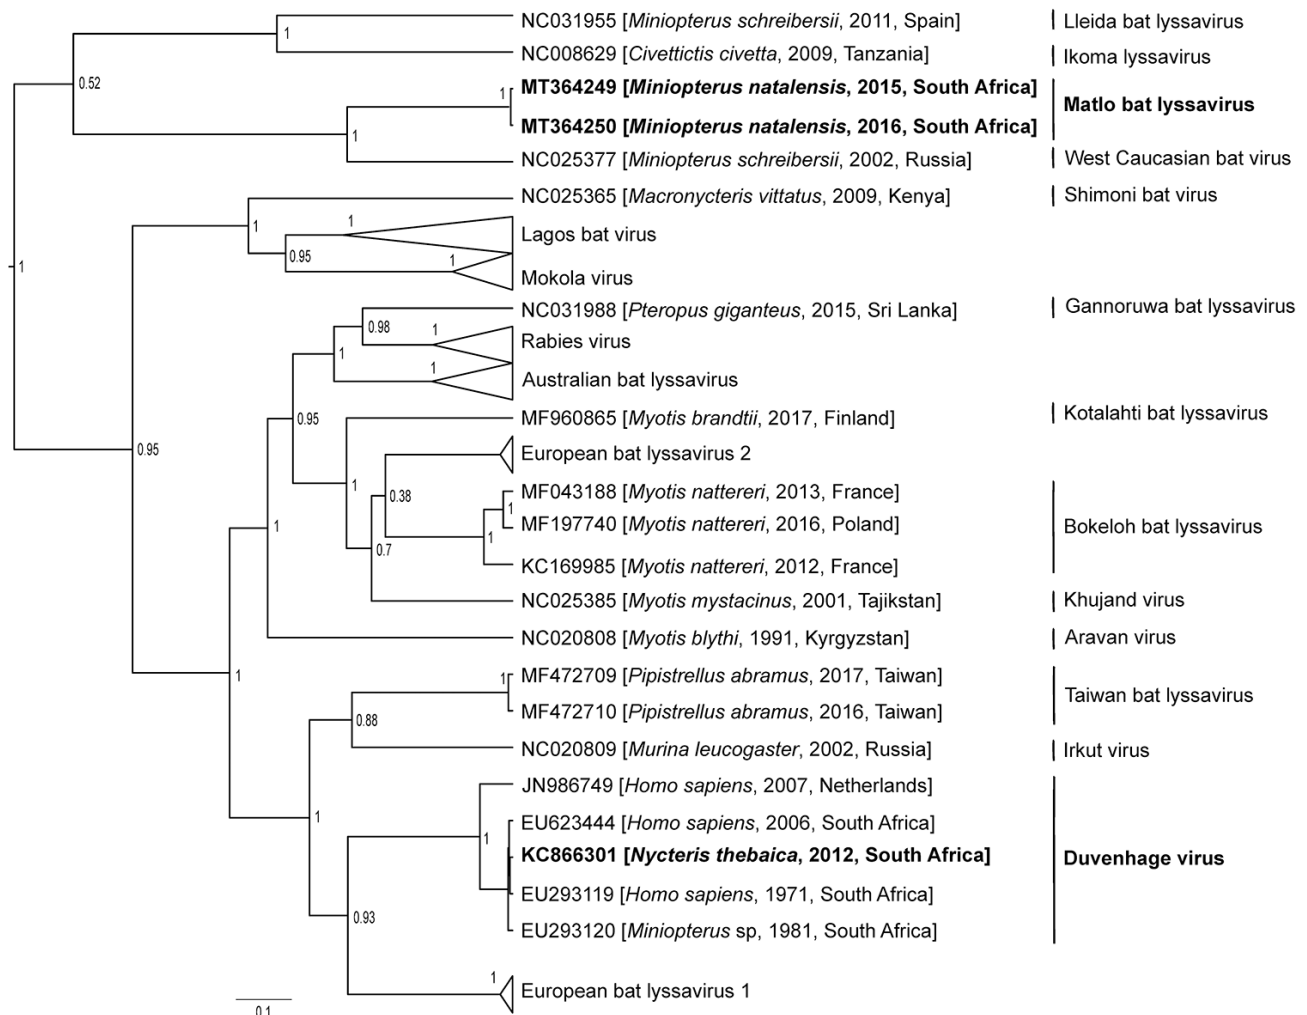 NC031955 [Miniopterus schreibersii, 2011, Spain] Lleida bat lyssavirus
1
NC008629 [Civettictis civetta, 2009, Tanzania] Ikoma lyssavirus
0.52
1 MT364249 [Miniopterus natalensis, 2015, South Africa]
Matlo bat lyssavirus
MT364250 [Miniopterus natalensis, 2016, South Africa]
1
NC025377 [Miniopterus schreibersii, 2002, Russia] West Caucasian bat virus
NC025365 [Macronycteris vittatus, 2009, Kenya] Shimoni bat virus
1
1
Lagos bat virus
0.95
1
1
Mokola virus
NC031988 [Pteropus giganteus, 2015, Sri Lanka] Gannoruwa bat lyssavirus
0.98
1
Rabies virus
1
1
Australian bat lyssavirus
MF960865 [Myotis brandtii, 2017, Finland] Kotalahti bat lyssavirus
0.95
0.95
European bat lyssavirus 2
1
0.38
MF043188 [Myotis nattereri, 2013, France]
1
MF197740 [Myotis nattereri, 2016, Poland] Bokeloh bat lyssavirus
1
1
0.7
KC169985 [Myotis nattereri, 2012, France]
NC025385 [Myotis mystacinus, 2001, Tajikstan] Khujand virus
NC020808 [Myotis blythi, 1991, Kyrgyzstan] Aravan virus
1
1 MF472709 [Pipistrellus abramus, 2017, Taiwan]
Taiwan bat lyssavirus
MF472710 [Pipistrellus abramus, 2016, Taiwan]
0.88
NC020809 [Murina leucogaster, 2002, Russia] Irkut virus
JN986749 [Homo sapiens, 2007, Netherlands]
1
EU623444 [Homo sapiens, 2006, South Africa]
1
KC866301 [Nycteris thebaica, 2012, South Africa] Duvenhage virus
EU293119 [Homo sapiens, 1971, South Africa]
0.93
EU293120 [Miniopterus sp, 1981, South Africa]
1
European bat lyssavirus 1
0.1